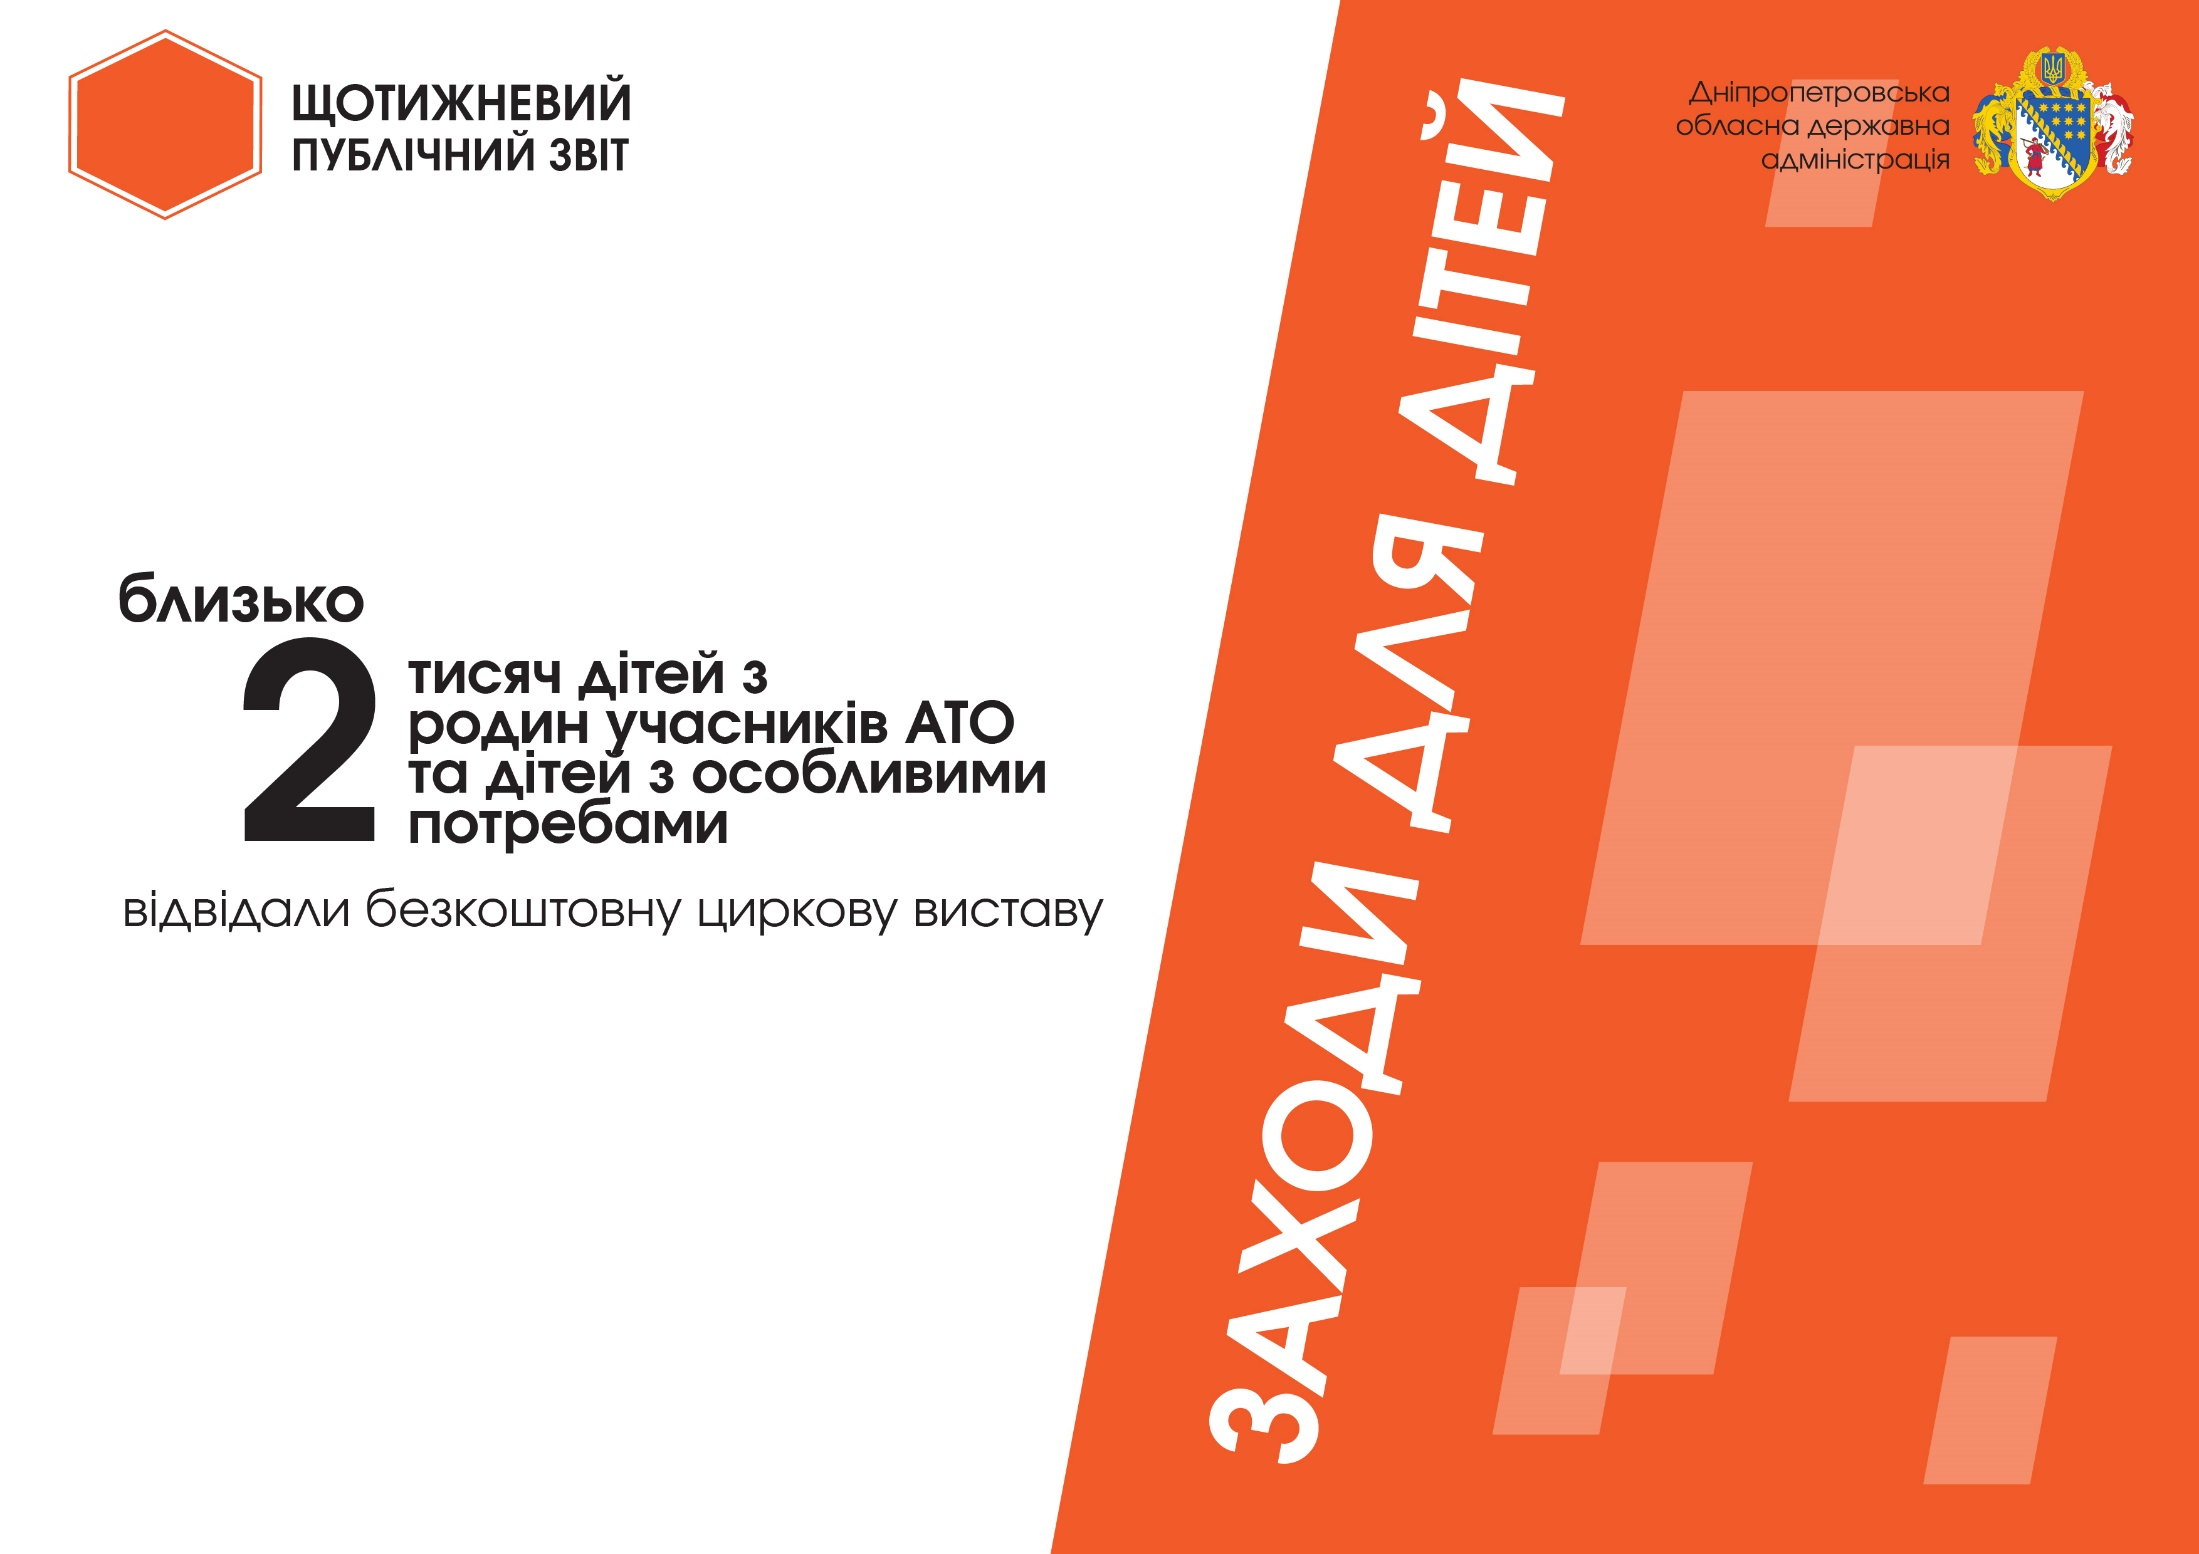 ЩОТИЖНЕВИЙ
ПУБЛІЧНИЙ ЗВІТ
Дніпропетровська
обласна державна
адміністрація
ЗАХОДИ ДЛЯ ДІТЕЙ
близько
2
тисяч дітей з
родин учасників АТО
та дітей з особливими
потребами
відвідали безкоштовну циркову виставу